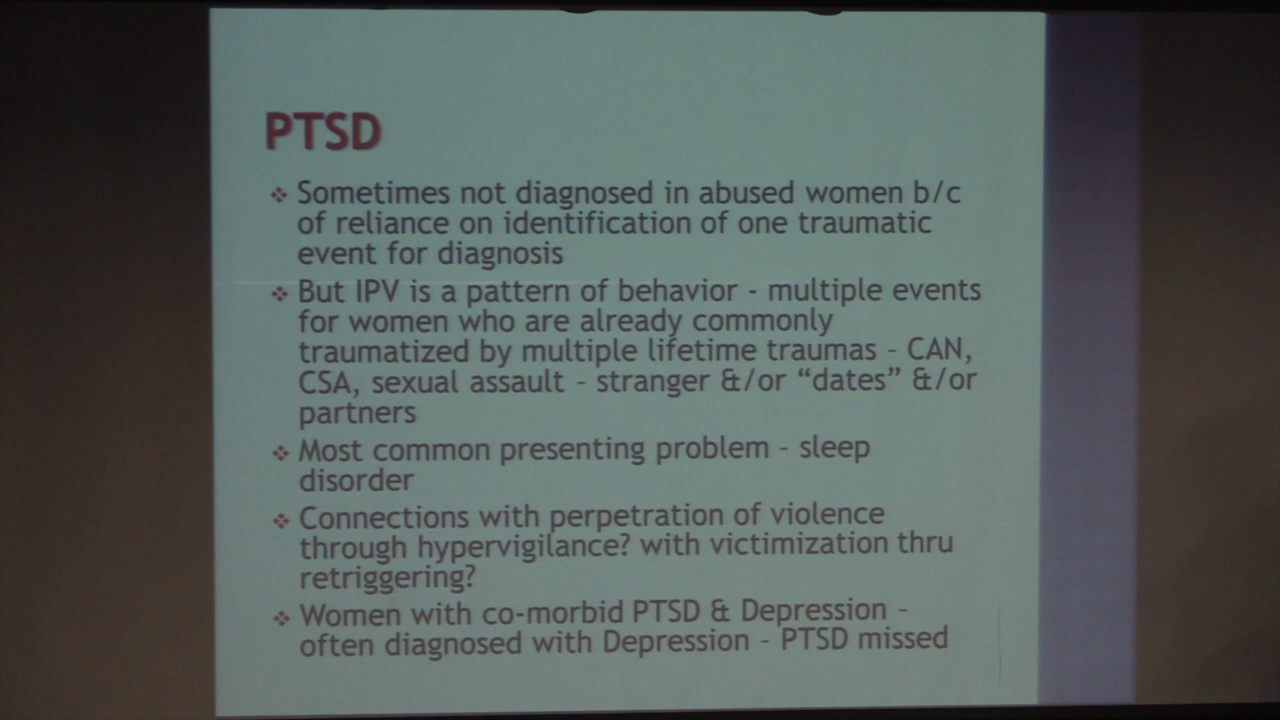 PTSD
Sometimes not diagnosed in abused women b/c
of reliance on identification of one traumatic
event for diagnosis
But IPV is a pattern of behavior - multiple events
for women who are already commonly
traumatized by multiple lifetime traumas – CAN,
CSA, sexual assault – stranger &/or “dates” &/or
partners
Most common presenting problem – sleep
disorder
Connections with perpetration of violence
through hypervigilance? with victimization thru
retriggering?
Women with co-morbid PTSD & Depression –
often diagnosed with Depression – PTSD missed